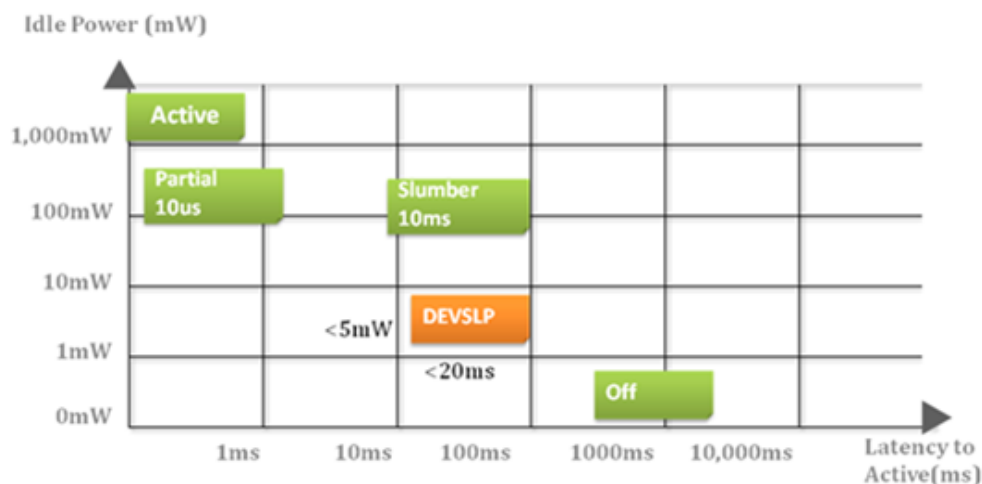 Idle Power (mW)
Active
1,000mW
Partial
10us
Slumber
10ms
100mW
10mW
DEVSLP
<5mW
1mW
<20ms
Off
0mW
1ms
10ms
100ms
1000ms
10,000ms
Latency to
Active(ms)